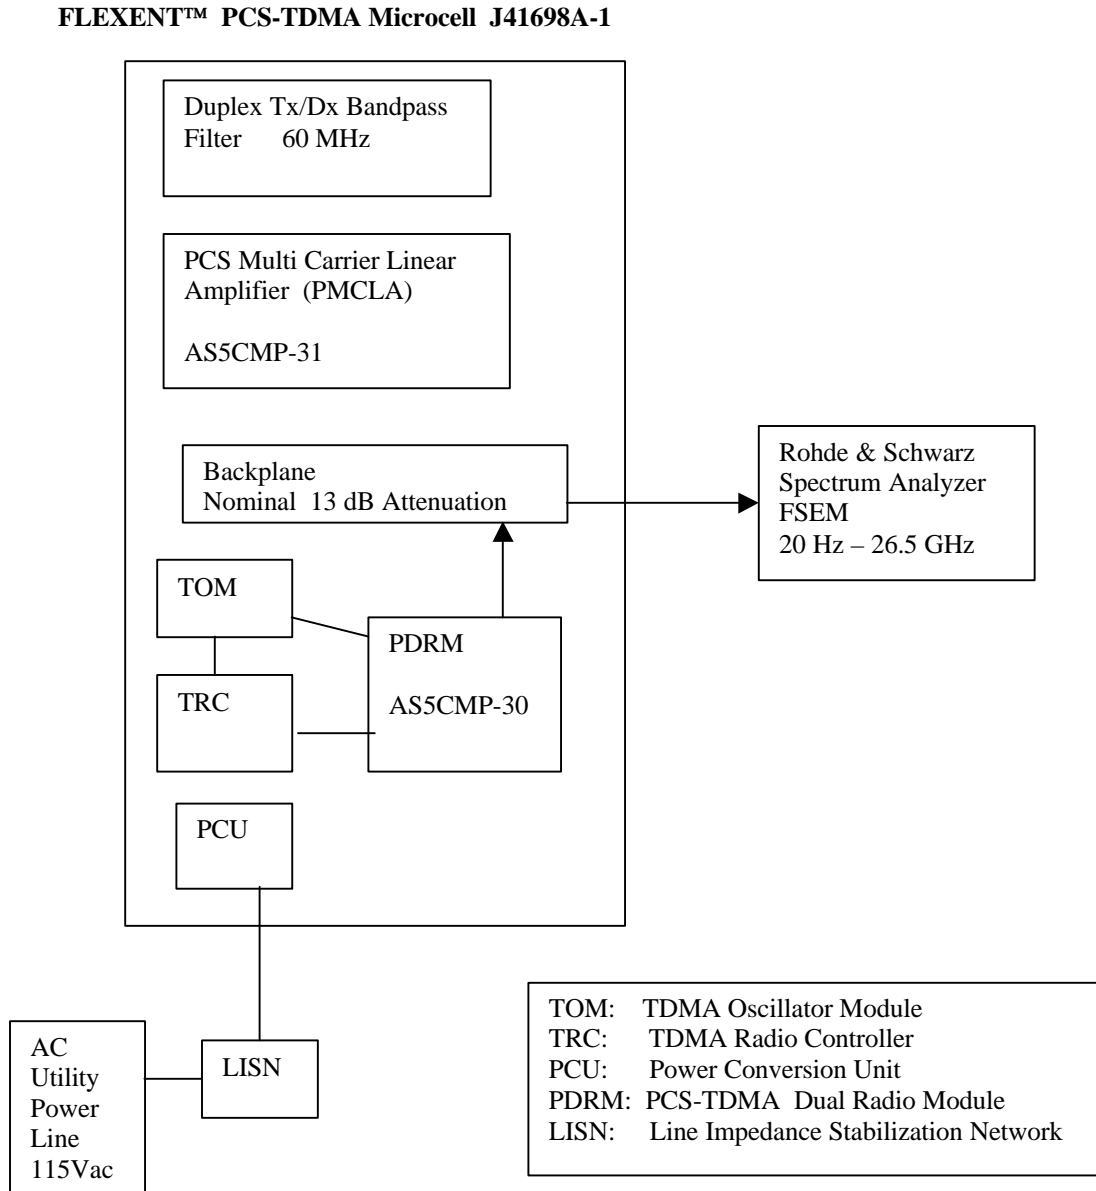 FLEXENT™ PCS-TDMA Microcell J41698A-1
Duplex Tx/Dx Bandpass
Filter 60 MHz
PCS Multi Carrier Linear
Amplifier (PMCLA)
AS5CMP-31
Backplane
Nominal 13 dB Attenuation
Rohde & Schwarz
Spectrum Analyzer
FSEM
20 Hz – 26.5 GHz
TOM
PDRM
AS5CMP-30
TRC
PCU
AC
Utility
Power
Line
115Vac
LISN
TOM: TDMA Oscillator Module
TRC: TDMA Radio Controller
PCU: Power Conversion Unit
PDRM: PCS-TDMA Dual Radio Module
LISN: Line Impedance Stabilization Network